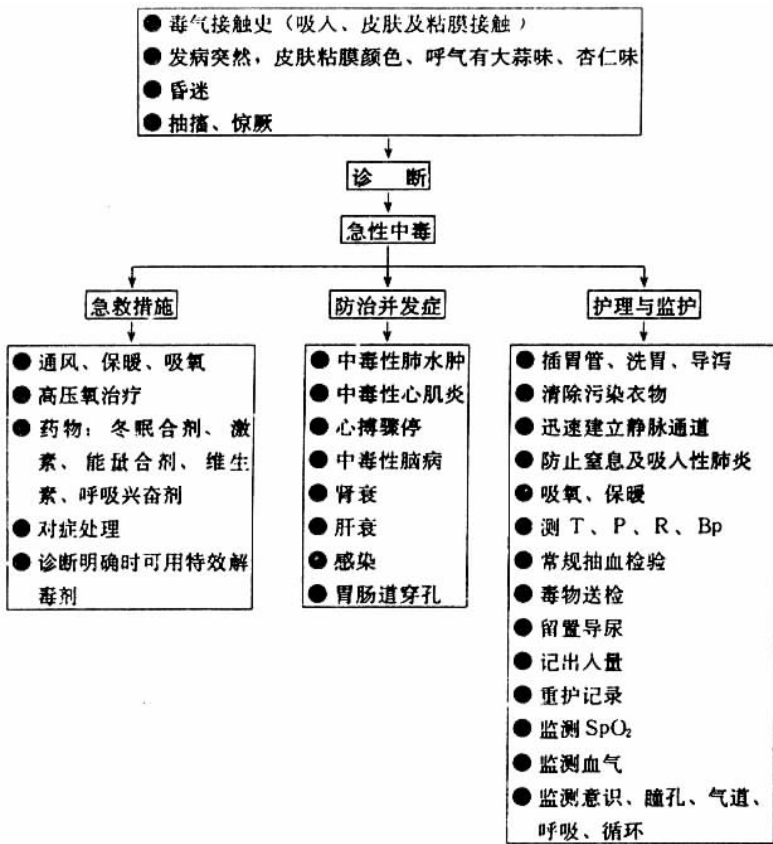 ● 毒气接触史（吸人、皮肤及粘膜接触）
● 发病突然，皮肤粘膜颜色、呼气有大蒜味、杏仁味
● 昏迷
● 抽搐、惊厥
诊 断
急性中毒
急救措施
● 通风、保暖、吸氧
● 高压氧治疗
● 药物：冬眠合剂、激
素、能量合剂、维生
素、呼吸兴奋剂
● 对症处理
● 诊断明确时可用特效解
毒剂
防治并发症
● 中毒性肺水肿
● 中毒性心肌炎
● 心搏骤停
● 中毒性脑病
● 肾衰
● 肝衰
● 感染
● 胃肠道穿孔
护理与监护
● 插胃管、洗胃、导泻
● 清除污染衣物
● 迅速建立静脉通道
● 防止窒息及吸人性肺炎
● 吸氧、保暖
● 测 T、P、R、Bp
● 常规抽血检验
● 毒物送检
● 留置导尿
● 记出人量
● 重护记录
● 监测 SpO₂
● 监测血气
● 监测意识、瞳孔、气道、
呼吸、循环